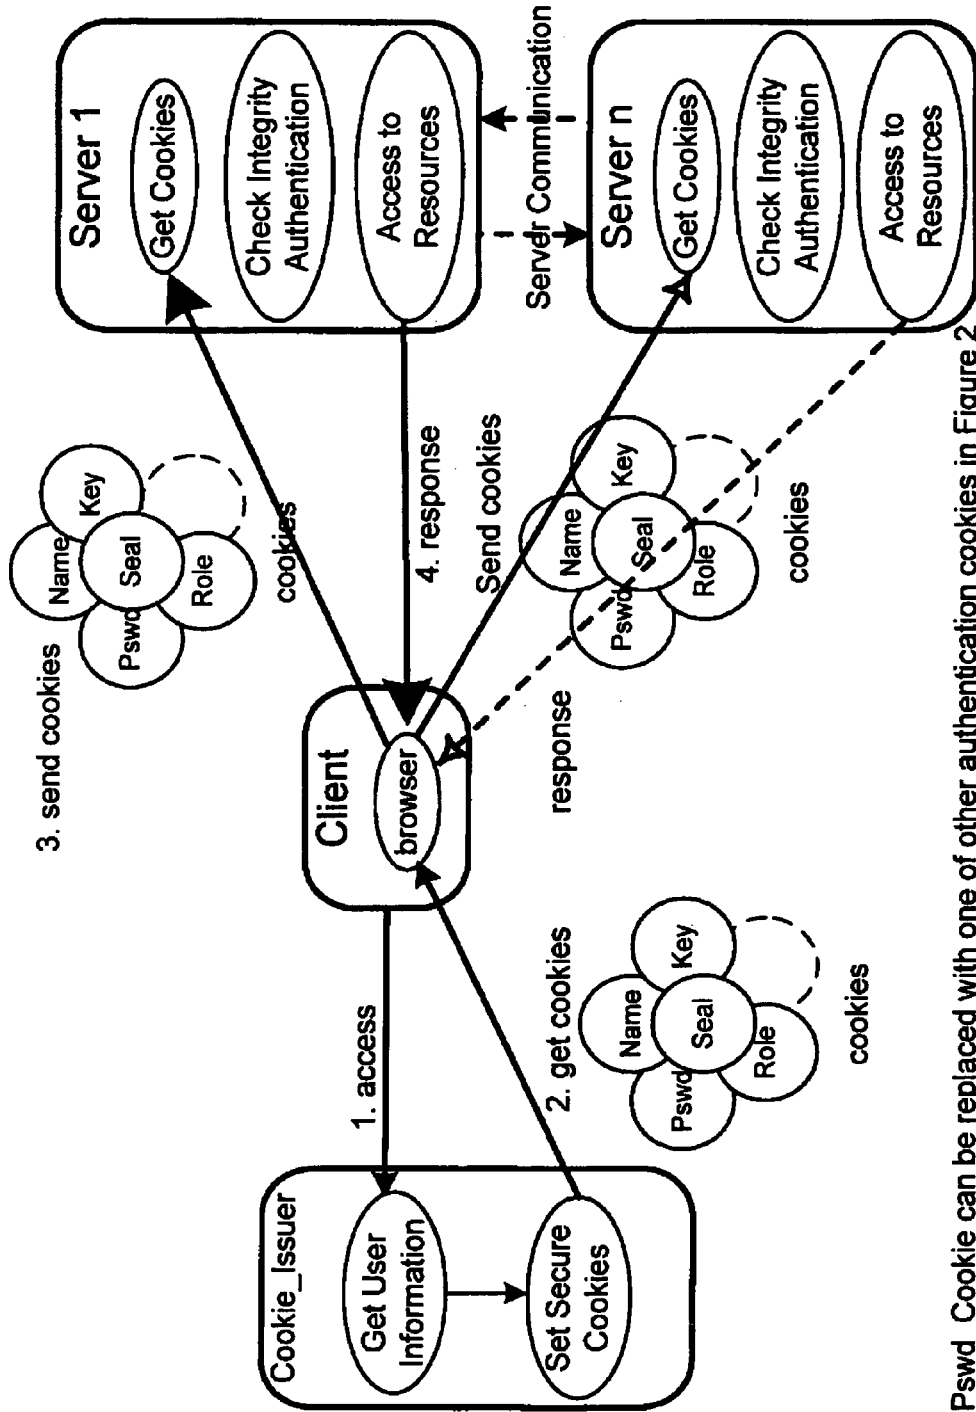 Cookie_Issuer
Get User
Information
Set Secure
Cookies
1. access
2. get cookies
Name
Pswd
Seal
Key
Role
cookies
Client
browser
3. send cookies
Name
Pswd
Seal
Key
Role
cookies
4. response
Send cookies
Name
Pswd
Seal
Key
Role
cookies
response
Server 1
Get Cookies
Check Integrity
Authentication
Access to
Resources
Server Communication
Server n
Get Cookies
Check Integrity
Authentication
Access to
Resources
Pswd Cookie can be replaced with one of other authentication cookies in Figure 2